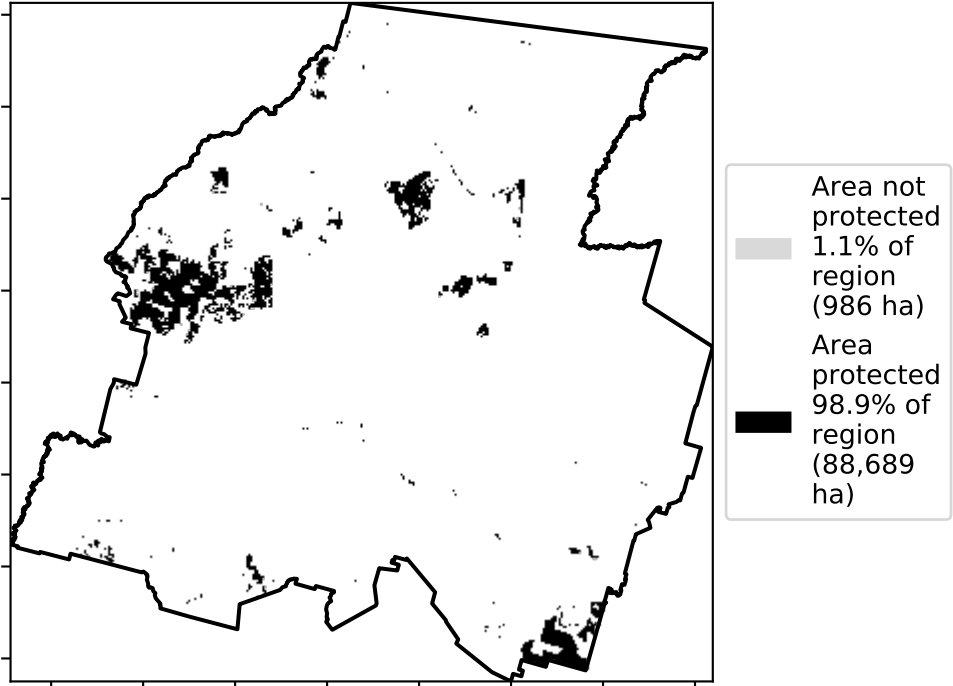 Area not
protected
1.1% of
region
(986 ha)
Area
protected
98.9% of
region
(88,689
ha)